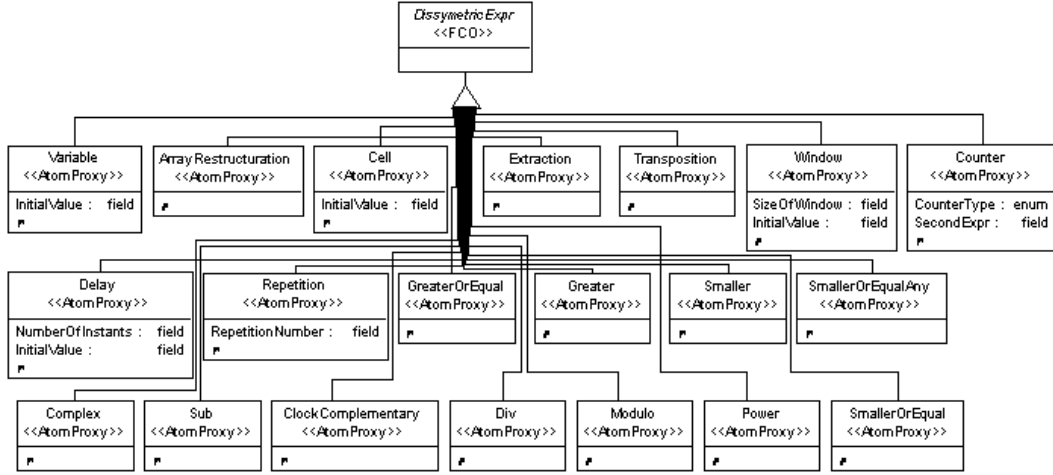 DissymetricExpr
<<FCO>>
Variable
<<AtomProxy>>
InitialValue : field
ArrayRestructuration
<<AtomProxy>>
Cell
<<AtomProxy>>
InitialValue : field
Extraction
<<AtomProxy>>
Transposition
<<AtomProxy>>
Window
<<AtomProxy>>
SizeOfWindow : field
InitialValue : field
Counter
<<AtomProxy>>
CounterType : enum
SecondExpr : field
Delay
<<AtomProxy>>
NumberOfInstants : field
InitialValue : field
Repetition
<<AtomProxy>>
RepetitionNumber : field
GreaterOrEqual
<<AtomProxy>>
Greater
<<AtomProxy>>
Smaller
<<AtomProxy>>
SmallerOrEqualAny
<<AtomProxy>>
Complex
<<AtomProxy>>
Sub
<<AtomProxy>>
ClockComplementary
<<AtomProxy>>
Div
<<AtomProxy>>
Modulo
<<AtomProxy>>
Power
<<AtomProxy>>
SmallerOrEqual
<<AtomProxy>>